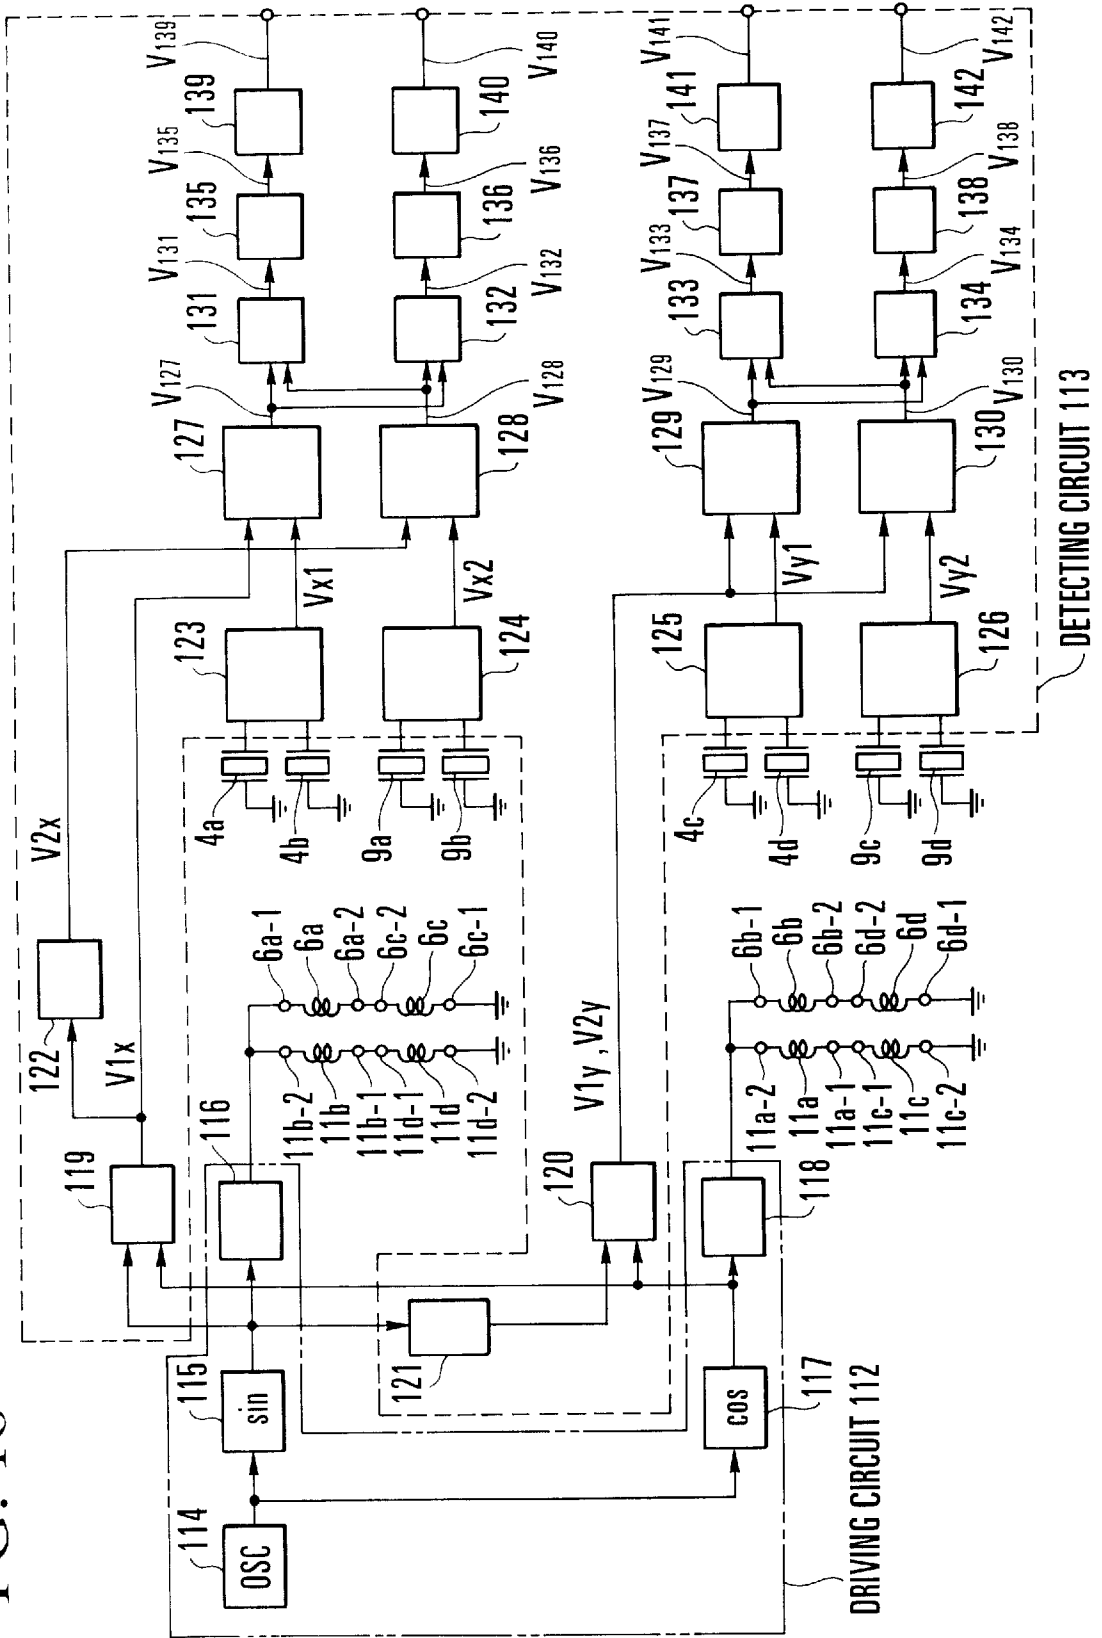 FIG. 10
DRIVING CIRCUIT 112
114
OSC
115
sin
117
cos
116
118
119
120
121
122
V1x
V2x
V1y , V2y
11b-2
11b
11b-1
11d-1
11d
11d-2
6a-1
6a
6a-2
6c-2
6c
6c-1
11a-2
11a
11a-1
11c-1
11c
11c-2
6b-1
6b
6b-2
6d-2
6d
6d-1
4a
4b
9a
9b
4c
4d
9c
9d
123
124
125
126
Vx1
Vx2
Vy1
Vy2
127
128
129
130
V127
V128
V129
V130
131
132
133
134
V131
V132
V133
V134
135
136
137
138
V135
V136
V137
V138
139
140
141
142
V139
V140
V141
V142
DETECTING CIRCUIT 113